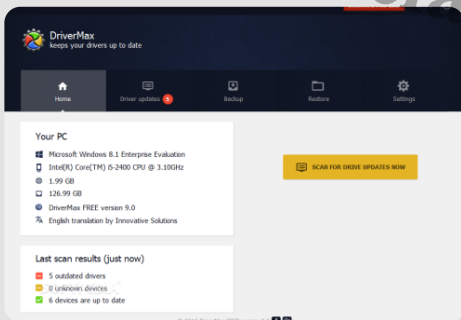 DriverMax
keeps your drivers up to date
Home
Driver updates 5
Backup
Restore
Settings
Your PC
Microsoft Windows 8.1 Enterprise Evaluation
Intel(R) Core(TM) i5-2400 CPU @ 3.10GHz
1.99 GB
126.99 GB
DriverMax FREE version 9.0
English translation by Innovative Solutions
SCAN FOR DRIVE UPDATES NOW
Last scan results (just now)
5 outdated drivers
0 unknown devices
6 devices are up to date